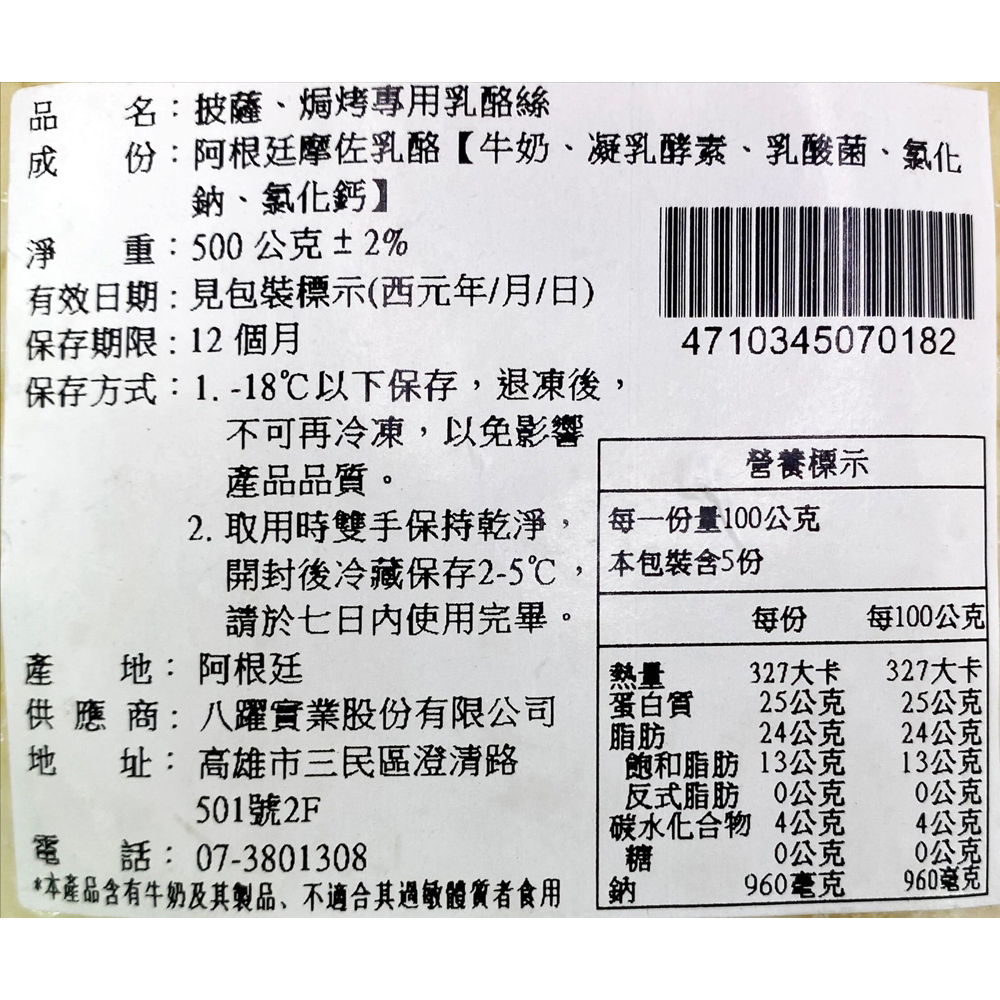 品名：披薩、焗烤專用乳酪絲
成份：阿根廷摩佐乳酪【牛奶、凝乳酵素、乳酸菌、氯化
鈉、氯化鈣】
淨重：500 公克 ± 2%
有效日期：見包裝標示(西元年/月/日)
保存期限：12 個月
保存方式：1. -18℃以下保存，退凍後，
不可再冷凍，以免影響
產品品質。
2. 取用時雙手保持乾淨，
開封後冷藏保存2-5℃，
請於七日內使用完畢。
產地：阿根廷
供應商：八躍實業股份有限公司
地址：高雄市三民區澄清路
501號2F
電話：07-3801308
*本產品含有牛奶及其製品、不適合其過敏體質者食用
4710345070182
營養標示
每一份量100公克
本包裝含5份
每份 每100公克
熱量 327大卡 327大卡
蛋白質 25公克 25公克
脂肪 24公克 24公克
飽和脂肪 13公克 13公克
反式脂肪 0公克 0公克
碳水化合物 4公克 4公克
糖 0公克 0公克
鈉 960毫克 960毫克